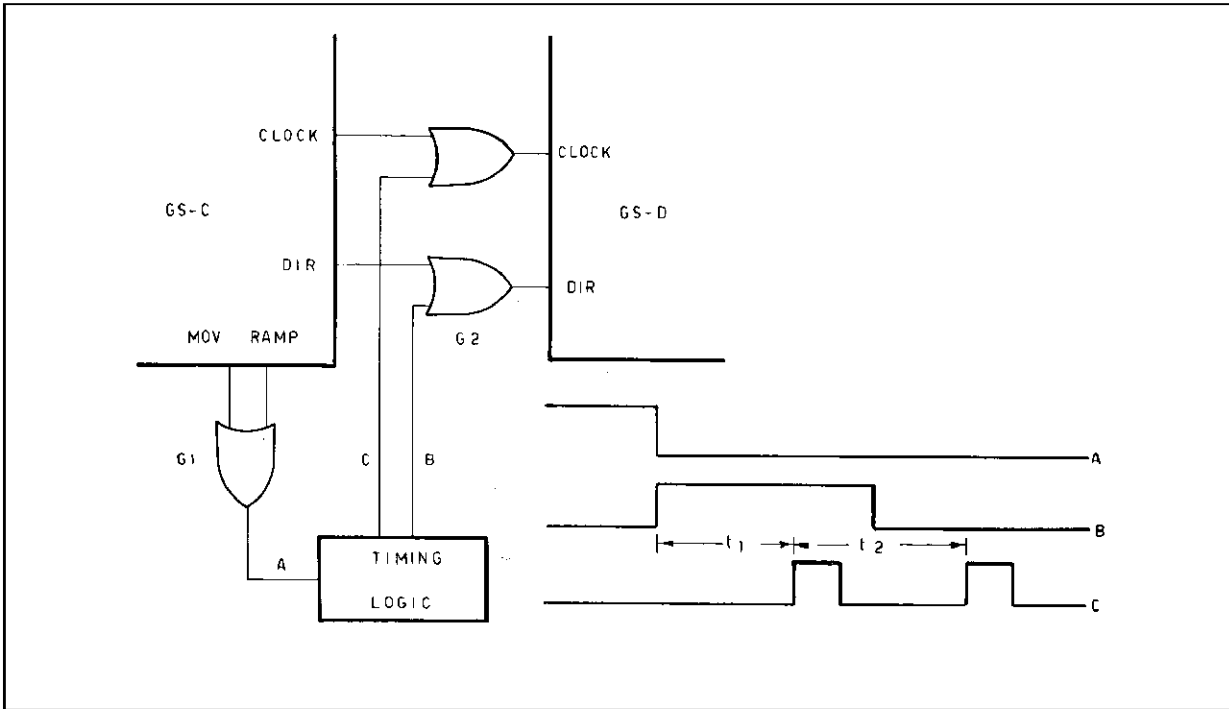 CLOCK
CLOCK
GS-C
GS-D
DIR
DIR
MOV RAMP
G2
G1
C
B
A
TIMING
LOGIC
A
B
t1
t2
C